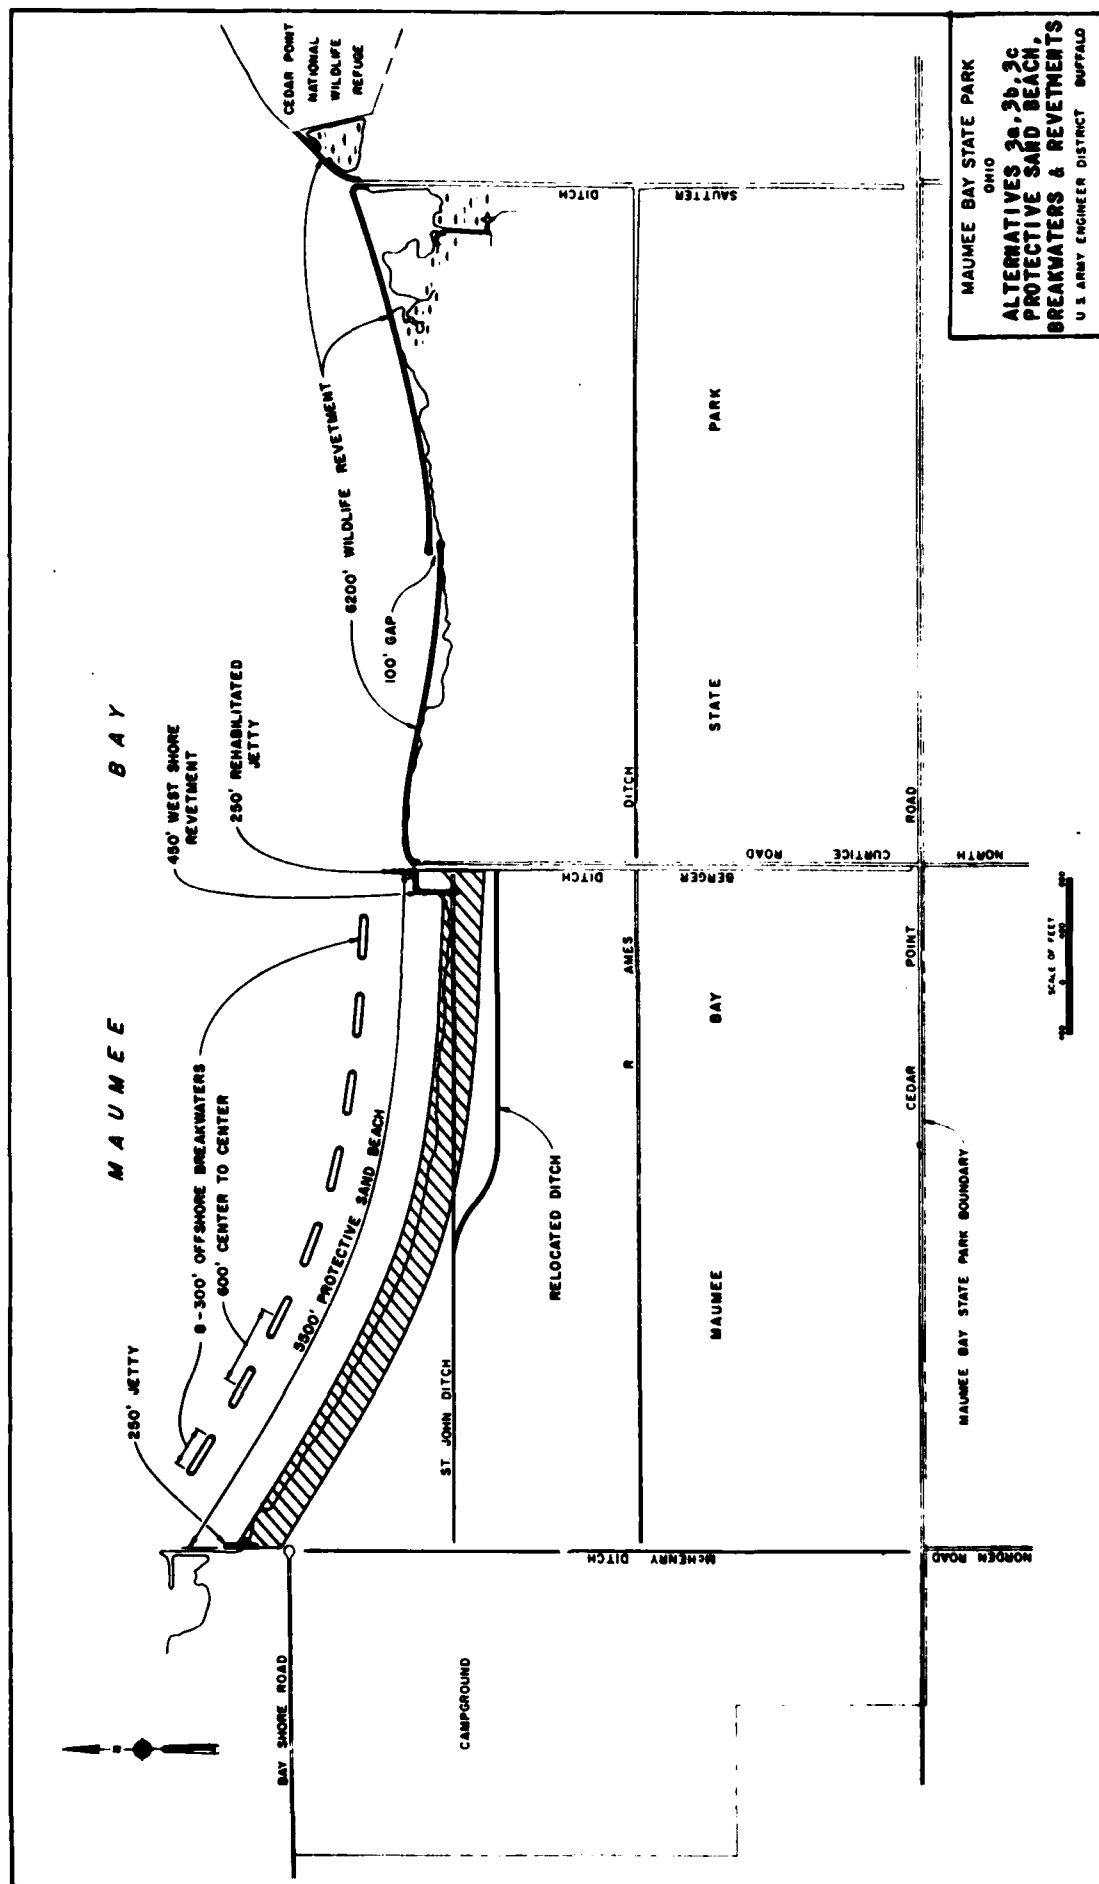 MAUMEE BAY
CEDAR POINT
NATIONAL
WILDLIFE
REFUGE
250' JETTY
8-300' OFFSHORE BREAKWATERS
600' CENTER TO CENTER
450' WEST SHORE
REVETMENT
250' REHABILITATED
JETTY
6200' WILDLIFE REVETMENT
100' GAP
5500' PROTECTIVE SAND BEACH
BAY SHORE ROAD
CAMPGROUND
ST. JOHN DITCH
RELOCATED DITCH
McHENRY DITCH
BERGER DITCH
SAUTTER DITCH
R AMES DITCH
MAUMEE BAY STATE PARK
NORTH CURTICE ROAD
CEDAR POINT ROAD
NORDEN ROAD
MAUMEE BAY STATE PARK BOUNDARY
SCALE OF FEET
0
MAUMEE BAY STATE PARK
OHIO
ALTERNATIVES 3a, 3b, 3c
PROTECTIVE SAND BEACH,
BREAKWATERS & REVETMENTS
U S ARMY ENGINEER DISTRICT BUFFALO